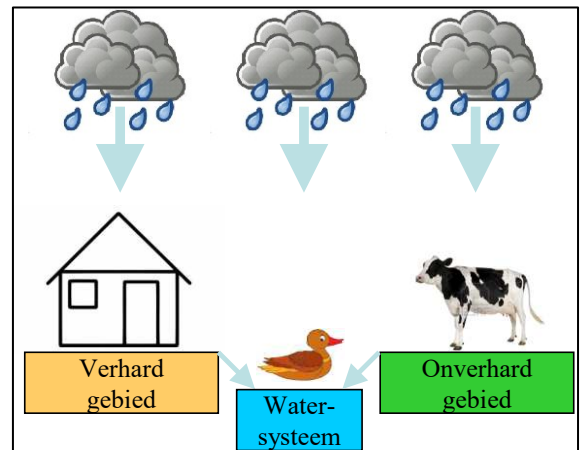 Verhard
gebied
Water-
systeem
Onverhard
gebied